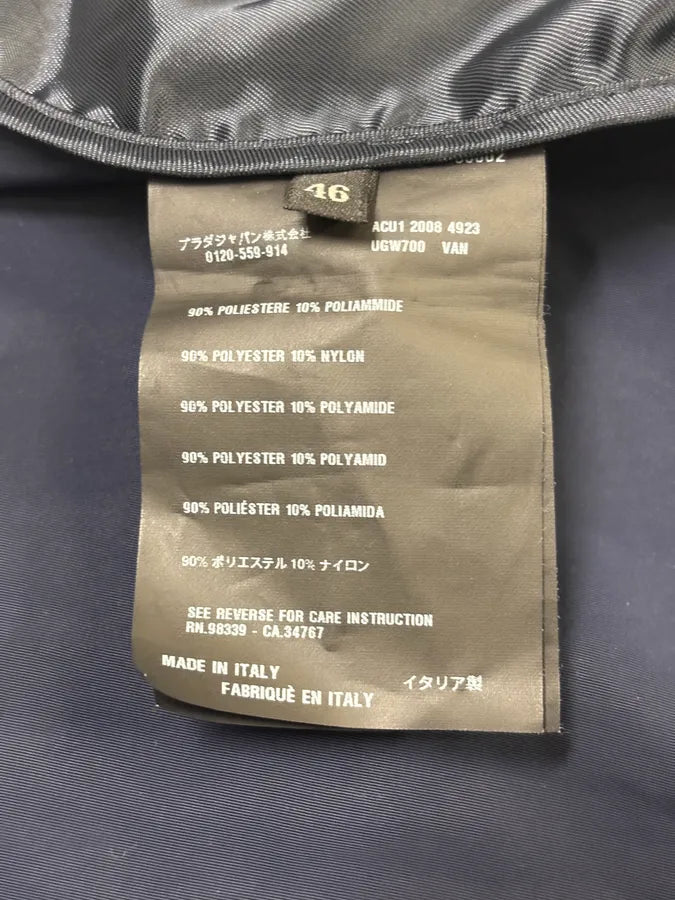 46
プラダジャパン株式会
0120-559-914
ACU1 2008 4923
UGW700 VAN
90% POLIESTERE 10% POLIAMMIDE
90% POLYESTER 10% NYLON
90% POLYESTER 10% POLYAMIDE
90% POLYESTER 10% POLYAMID
90% POLIÉSTER 10% POLIAMIDA
90% ポリエステル 10% ナイロン
SEE REVERSE FOR CARE INSTRUCTION
RN.98339 - CA.34767
MADE IN ITALY
FABRIQUÈ EN ITALY
イタリア製